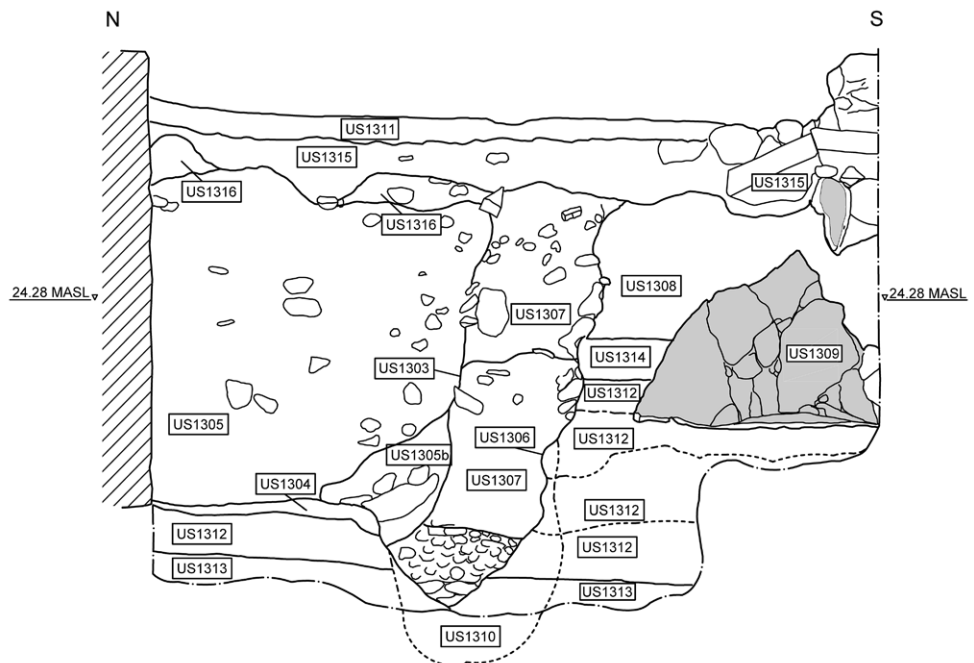 N
S
US1311
US1315
US1316
US1315
US1316
24.28 MASL
24.28 MASL
US1308
US1307
US1314
US1309
US1303
US1312
US1305
US1306
US1312
US1305b
US1304
US1307
US1312
US1312
US1312
US1313
US1313
US1310